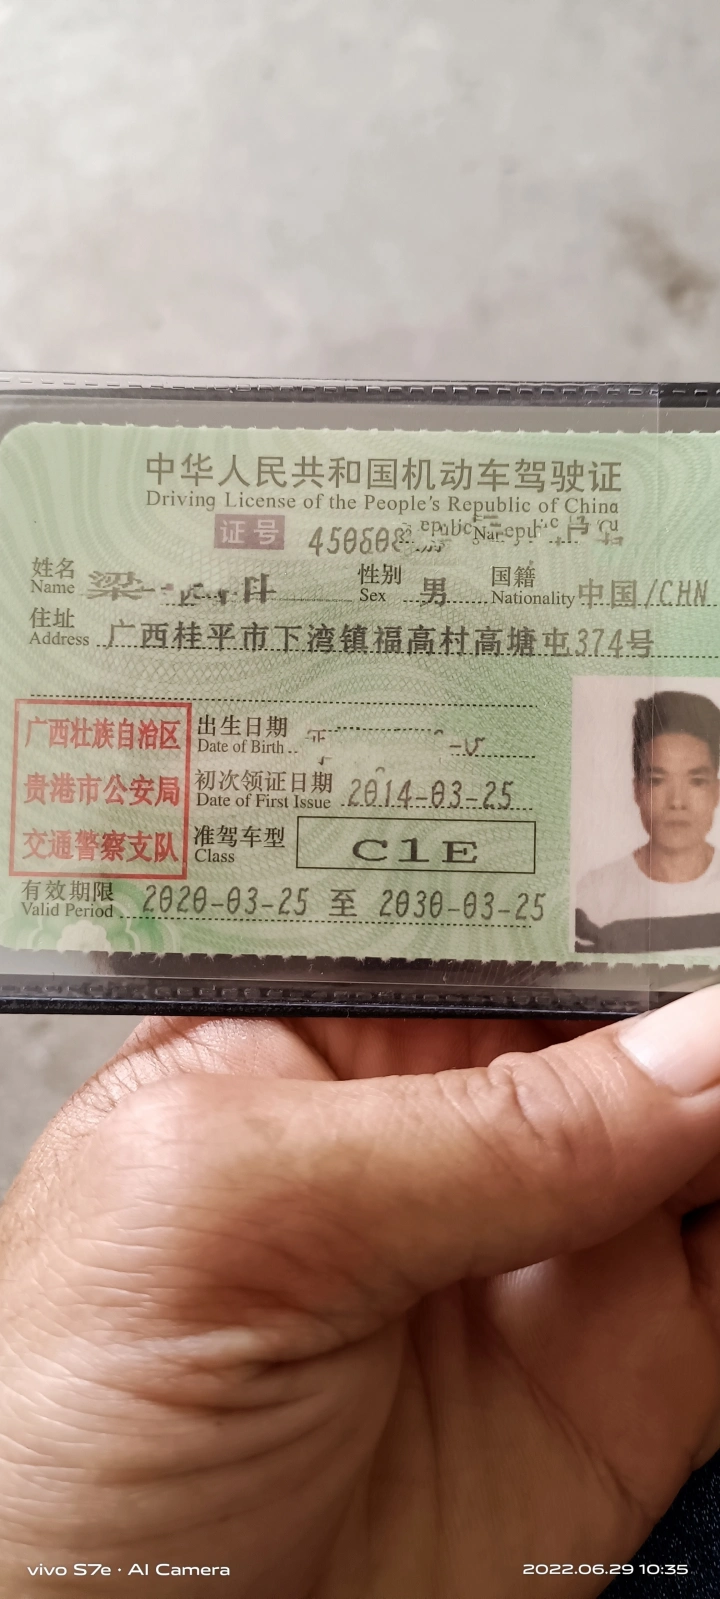 中华人民共和国机动车驾驶证
Driving License of the People's Republic of China
证号 450508
姓名 Name 梁 性别 Sex 男 国籍 Nationality 中国/CHN
住址 Address 广西桂平市下湾镇福高村高塘屯374号
广西壮族自治区
贵港市公安局
交通警察支队
出生日期
Date of Birth
初次领证日期
Date of First Issue 2014-03-25
准驾车型
Class C1E
有效期限
Valid Period 2020-03-25 至 2030-03-25
vivo S7e · AI Camera
2022.06.29 10:35